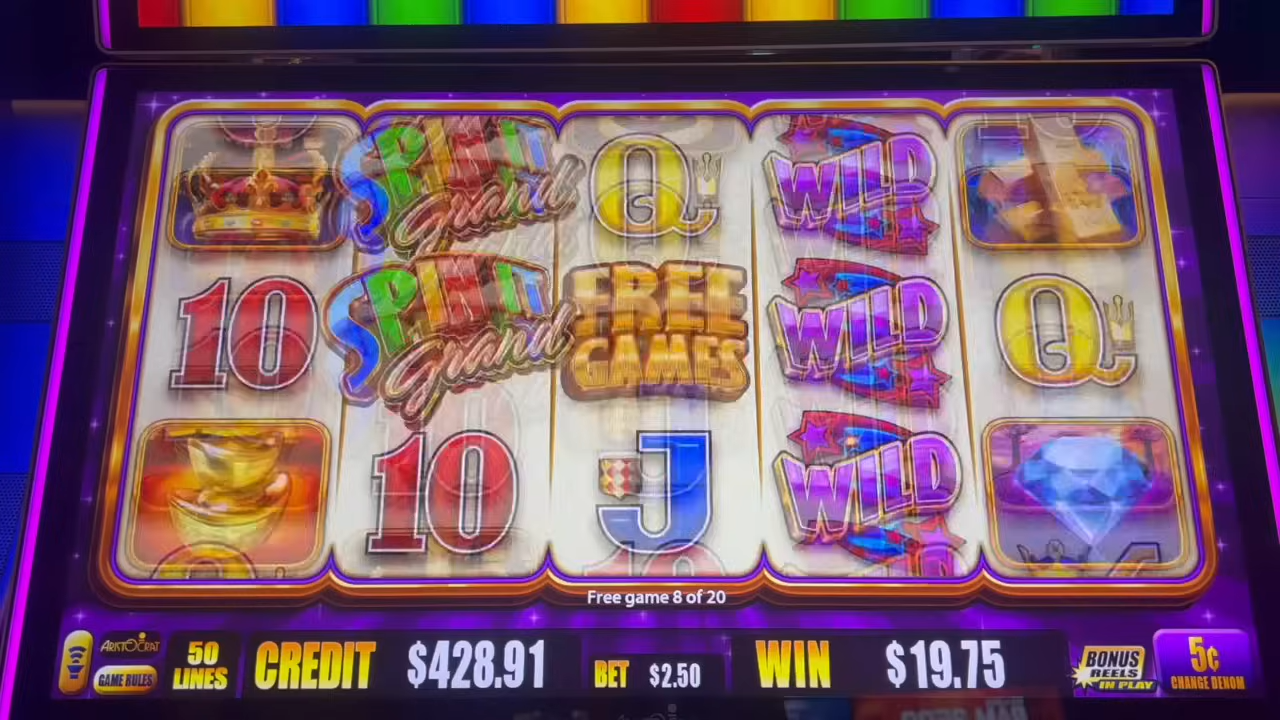 SPIN IT
Grand
Q
WILD
10
SPIN IT
Grand
FREE
GAMES
WILD
Q
10
J
WILD
Free game 8 of 20
ARISTOCRAT
GAME RULES
50
LINES
CREDIT $428.91
BET $2.50
WIN $19.75
BONUS
REELS
IN PLAY
5¢
CHANGE DENOM